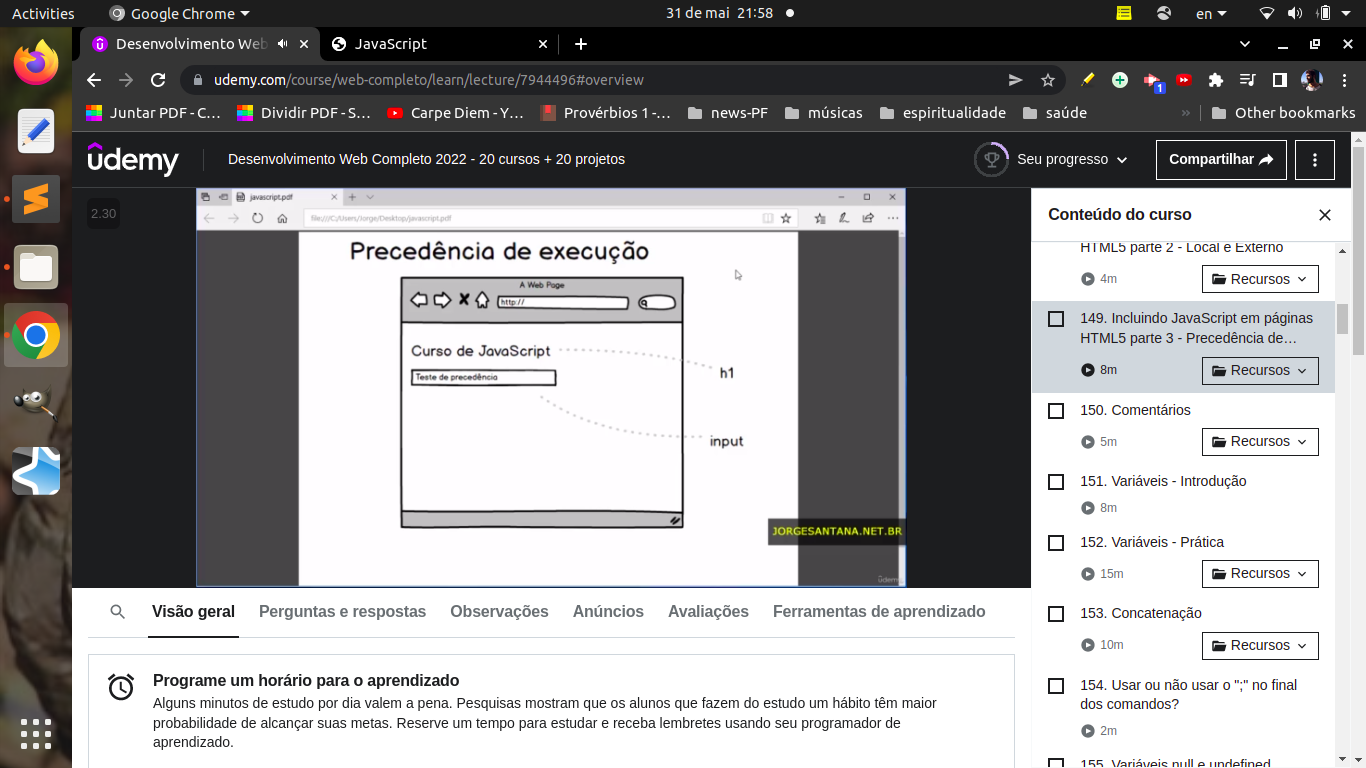 Activities
Google Chrome
31 de mai 21:58
en
Desenvolvimento Web
JavaScript
udemy.com/course/web-completo/learn/lecture/7944496#overview
1
Juntar PDF - C…
Dividir PDF - S…
Carpe Diem - Y…
Provérbios 1 -…
news-PF
músicas
espiritualidade
saúde
»
Other bookmarks
ûdemy
Desenvolvimento Web Completo 2022 - 20 cursos + 20 projetos
Seu progresso
Compartilhar
2.30
javascript.pdf
file:///C:/Users/Jorge/Desktop/javascript.pdf
Precedência de execução
A Web Page
http://
Curso de JavaScript
h1
Teste de precedência
input
JORGESANTANA.NET.BR
ûdemy
Conteúdo do curso
HTML5 parte 2 - Local e Externo
4m
Recursos
149. Incluindo JavaScript em páginas
HTML5 parte 3 - Precedência de…
8m
Recursos
150. Comentários
5m
Recursos
151. Variáveis - Introdução
8m
152. Variáveis - Prática
15m
Recursos
153. Concatenação
10m
Recursos
154. Usar ou não usar o ";" no final
dos comandos?
2m
155. Variáveis null e undefined
Visão geral
Perguntas e respostas
Observações
Anúncios
Avaliações
Ferramentas de aprendizado
Programe um horário para o aprendizado
Alguns minutos de estudo por dia valem a pena. Pesquisas mostram que os alunos que fazem do estudo um hábito têm maior
probabilidade de alcançar suas metas. Reserve um tempo para estudar e receba lembretes usando seu programador de
aprendizado.